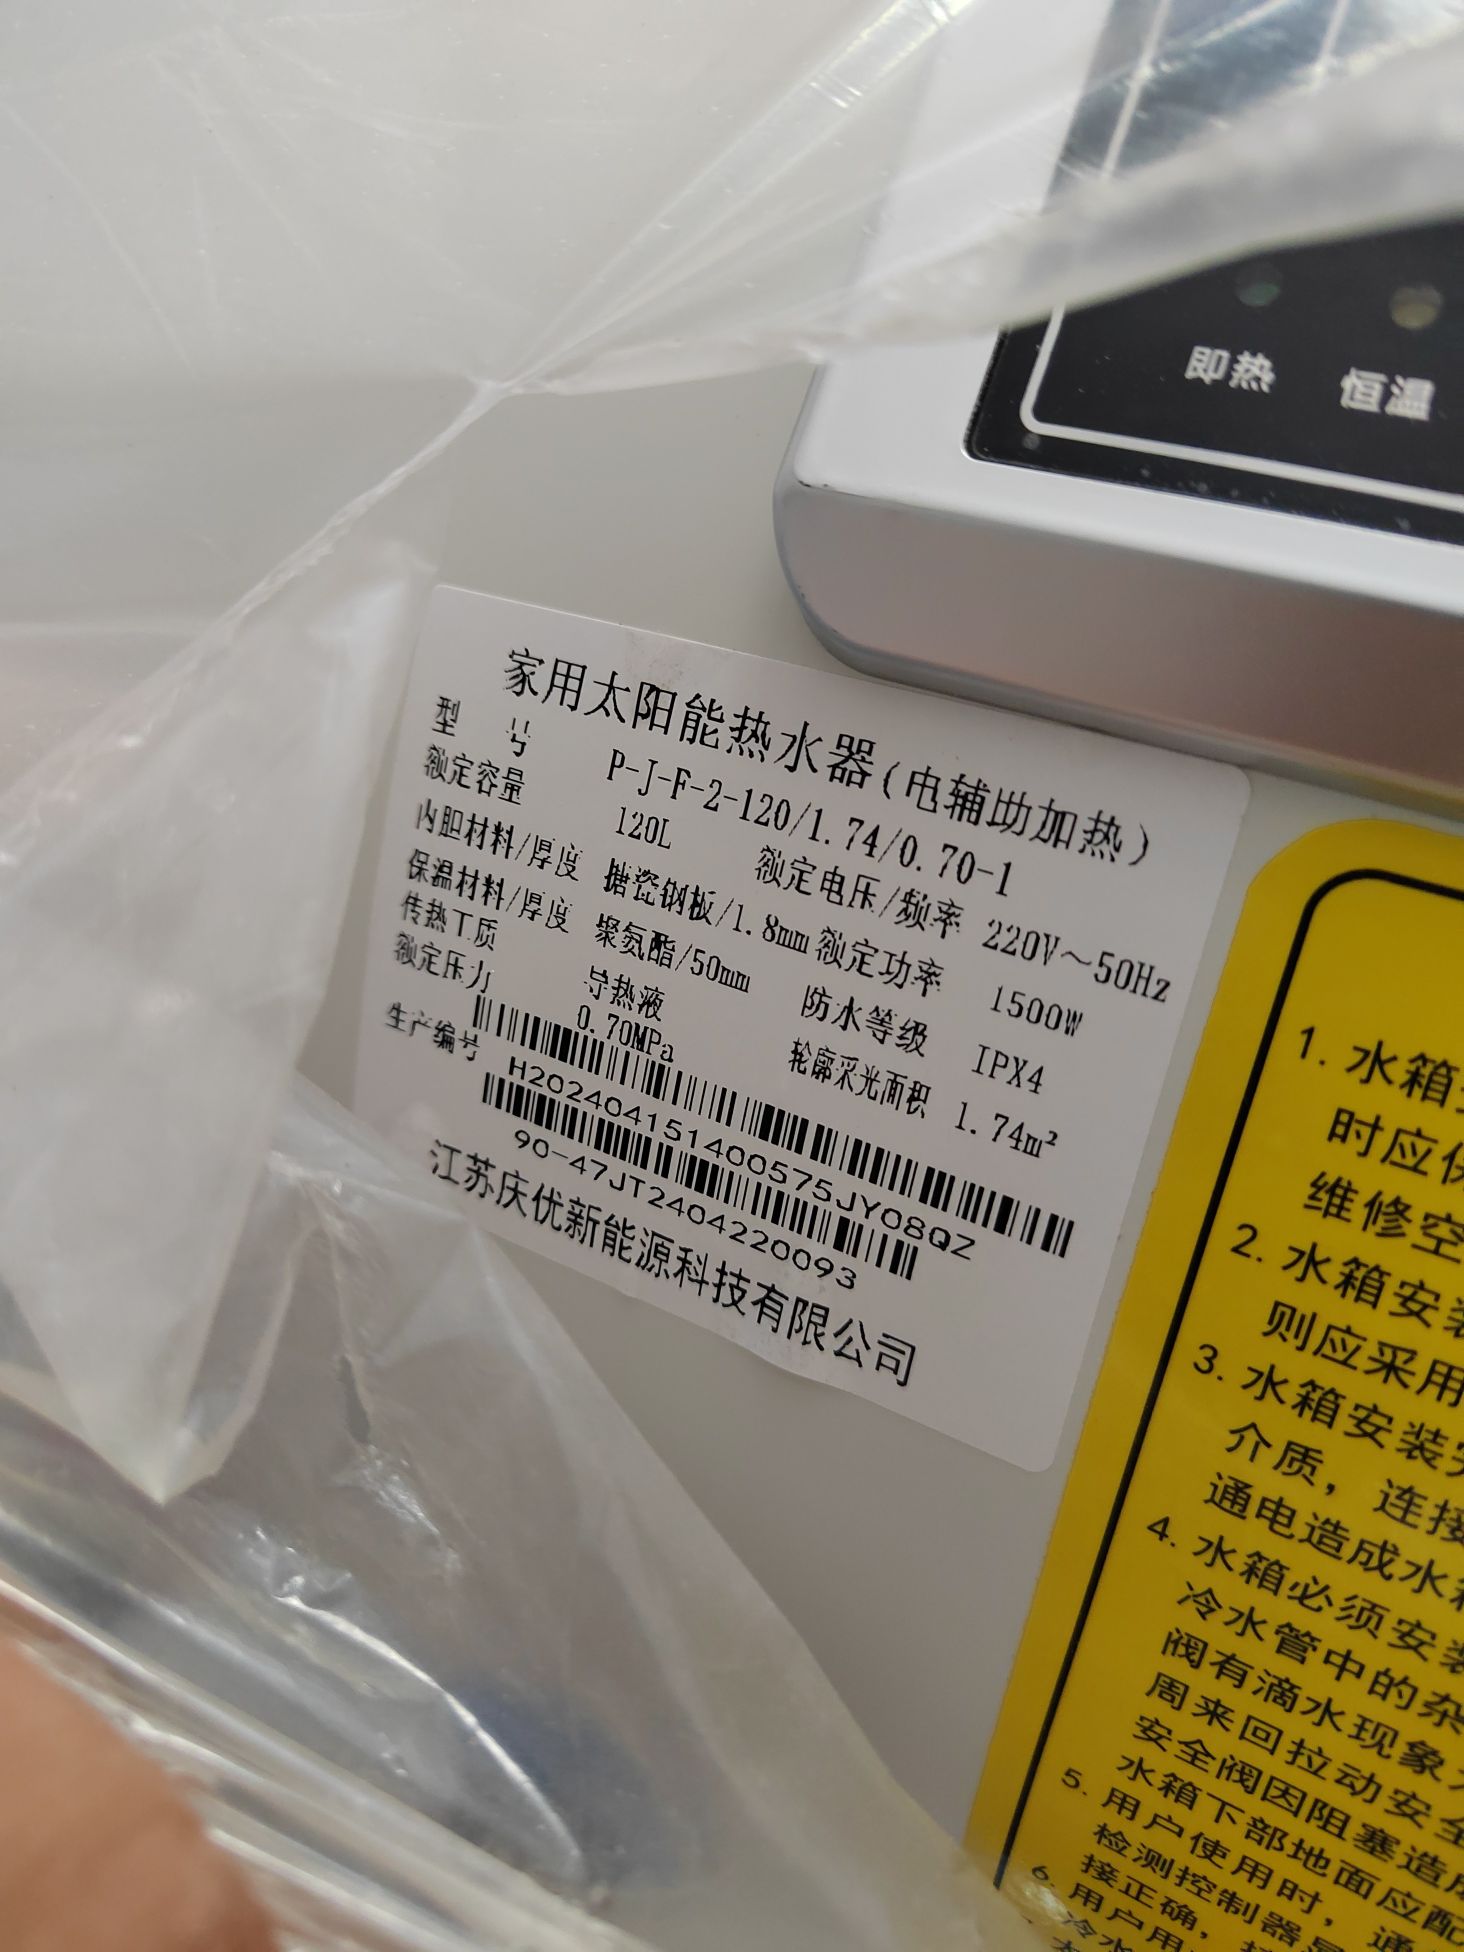 即热 恒温
家用太阳能热水器(电辅助加热)
型 号 P-J-F-2-120/1.74/0.70-1
额定容量 120L 额定电压/频率 220V~50Hz
内胆材料/厚度 搪瓷钢板/1.8mm 额定功率 1500W
保温材料/厚度 聚氨酯/50mm 防水等级 IPX4
传热工质 导热液 轮廓采光面积 1.74m²
额定压力 0.70MPa
生产编号
H202404151400575JY08QZ
90-47JT2404220093
江苏庆优新能源科技有限公司
1. 水箱
时应
维修空
2. 水箱安装
则应采用
3. 水箱安装
介质，连接
通电造成水
4. 水箱必须安装
冷水管中的杂
阀有滴水现象
周来回拉动安全
安全阀因阻塞造
水箱下部地面应配
5. 用户使用时，通
检测控制器
接正确，
6. 用户用
冷水